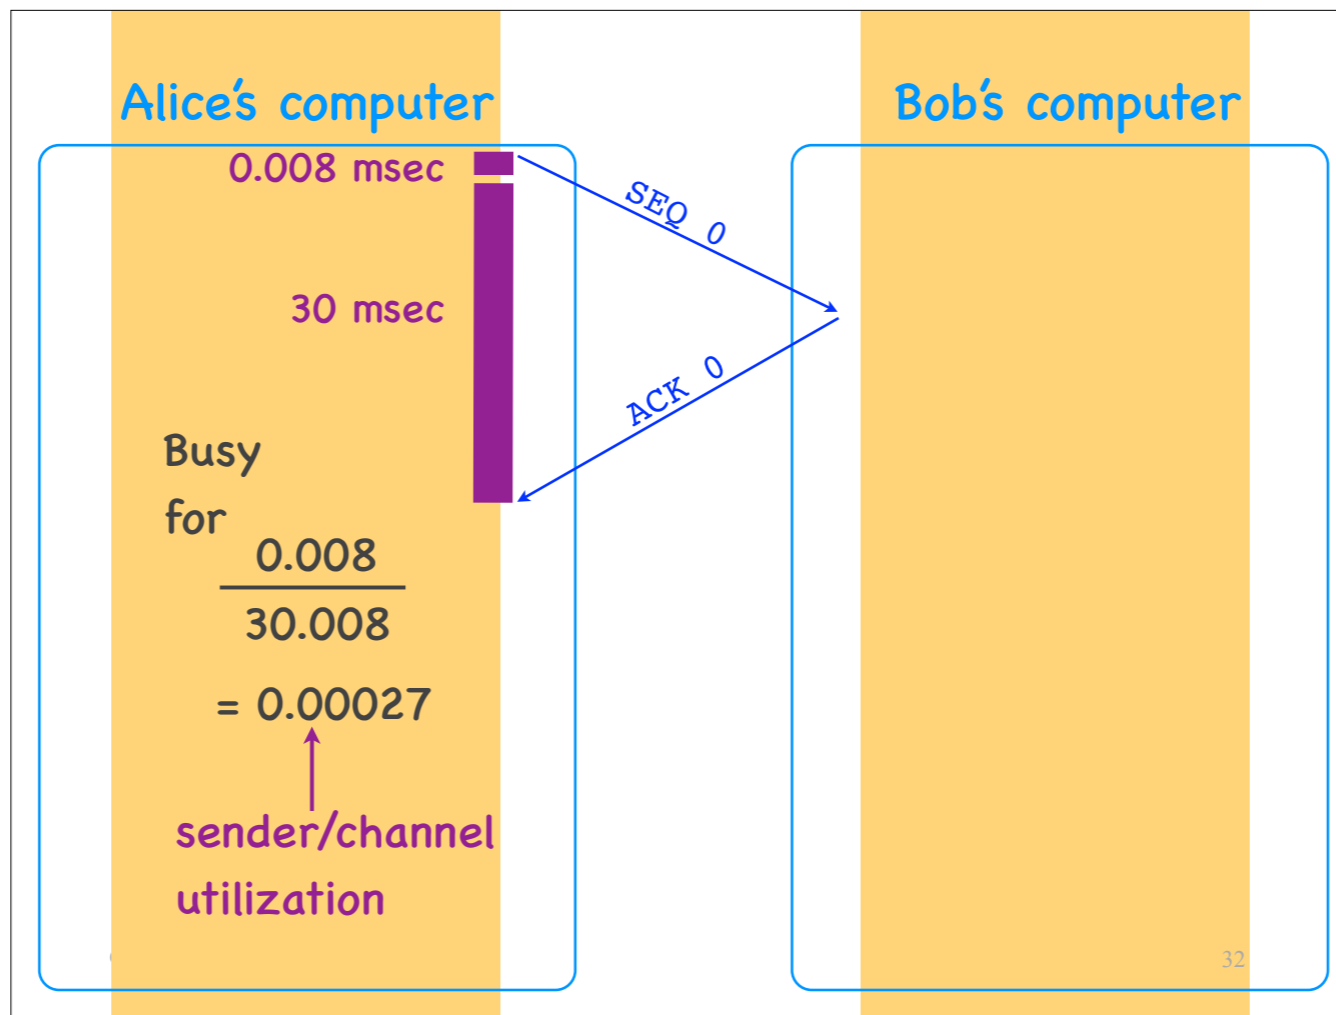 Alice's computer
Bob's computer
0.008 msec
SEQ 0
30 msec
ACK 0
Busy
for
0.008
30.008
= 0.00027
sender/channel
utilization
32